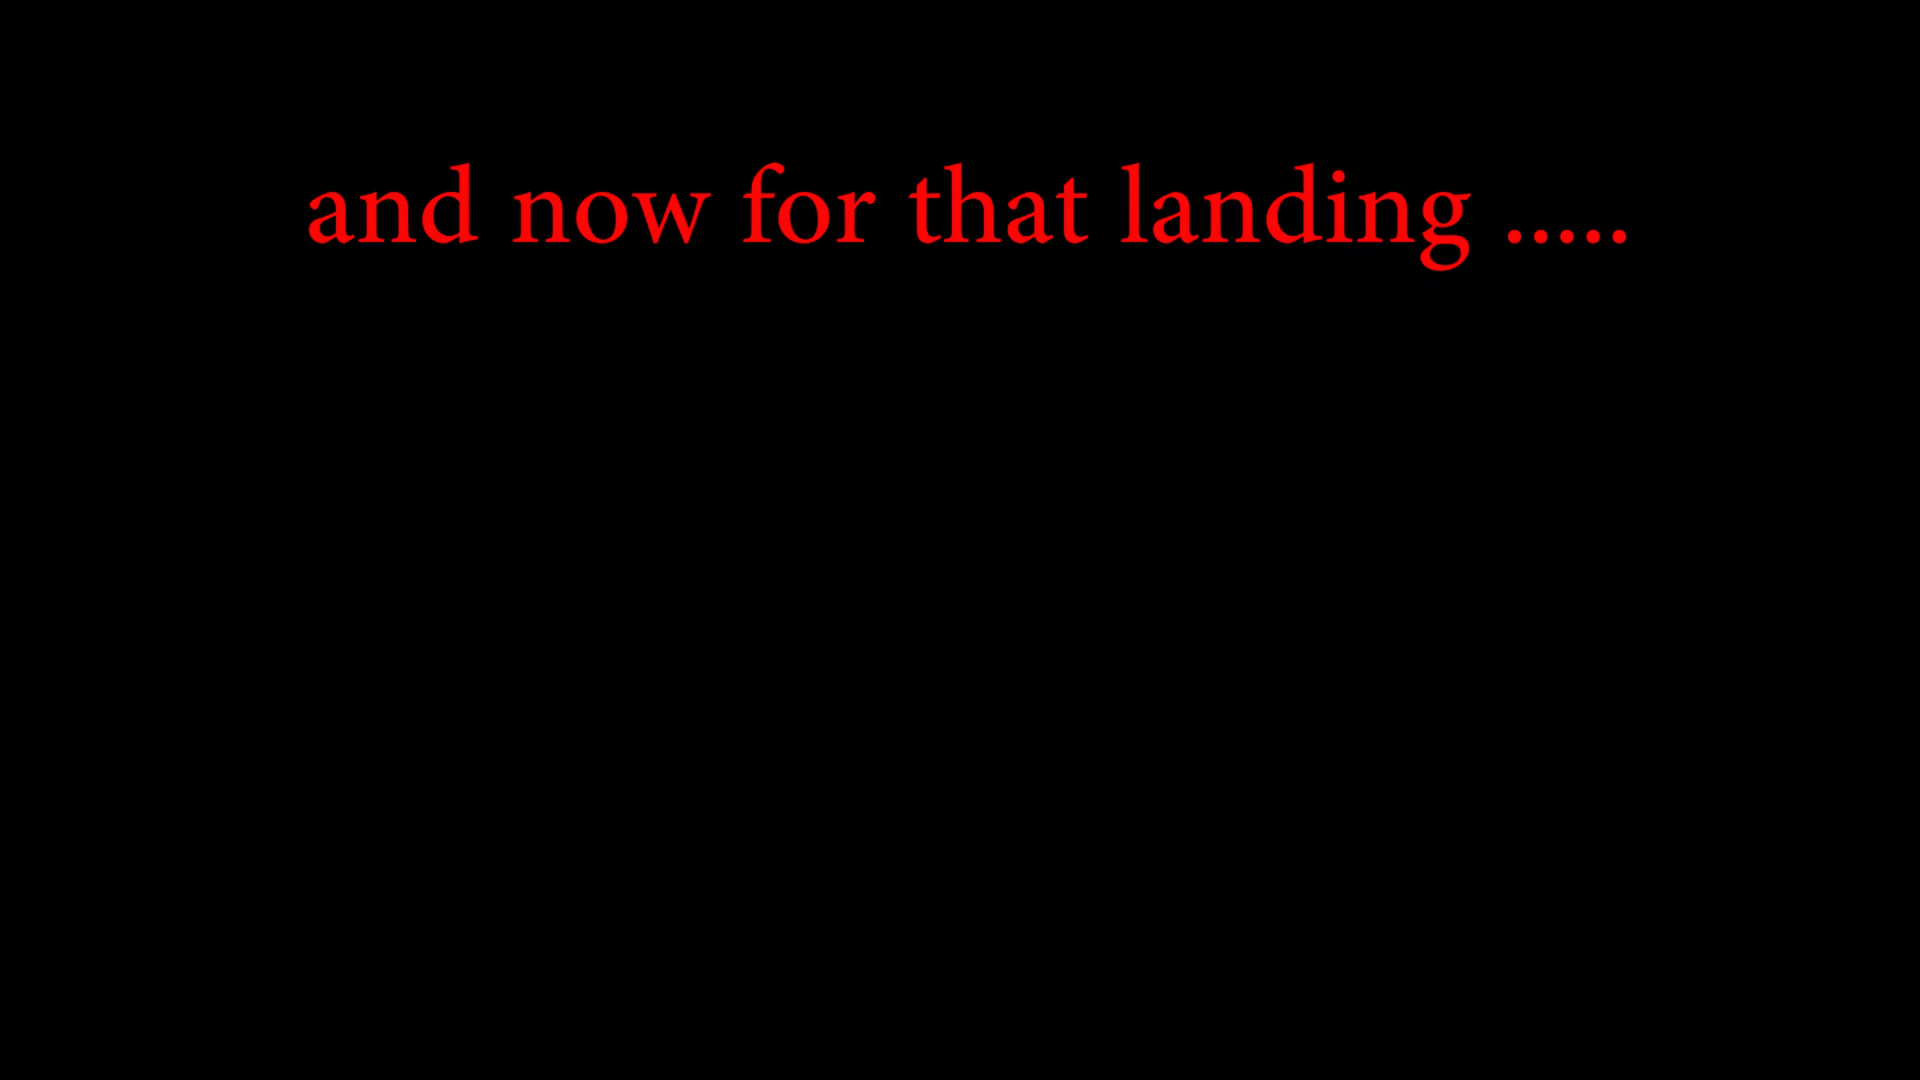 and now for that landing .....